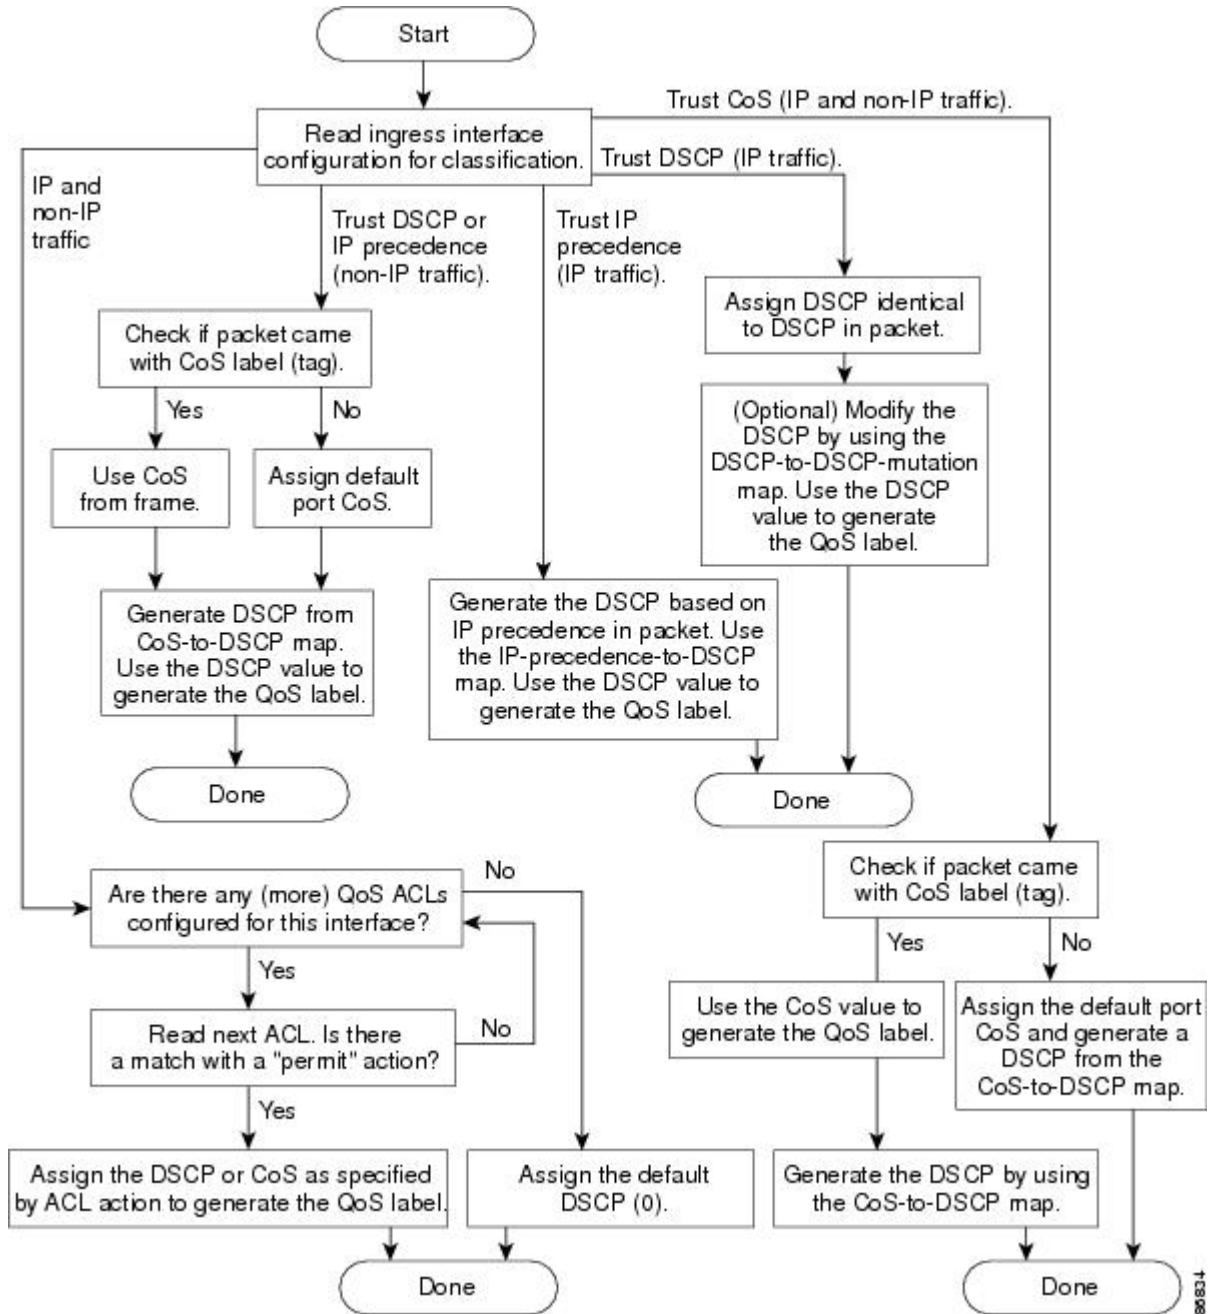 Start
Trust CoS (IP and non-IP traffic).
Read ingress interface
configuration for classification.
Trust DSCP (IP traffic).
IP and
non-IP
traffic
Trust DSCP or
IP precedence
(non-IP traffic).
Trust IP
precedence
(IP traffic).
Assign DSCP identical
to DSCP in packet.
Check if packet came
with CoS label (tag).
Yes
No
(Optional) Modify the
DSCP by using the
DSCP-to-DSCP-mutation
map. Use the DSCP
value to generate
the QoS label.
Use CoS
from frame.
Assign default
port CoS.
Generate DSCP from
CoS-to-DSCP map.
Use the DSCP value to
generate the QoS label.
Generate the DSCP based on
IP precedence in packet. Use
the IP-precedence-to-DSCP
map. Use the DSCP value to
generate the QoS label.
Done
Done
Are there any (more) QoS ACLs
configured for this interface?
No
Check if packet came
with CoS label (tag).
Yes
Yes
No
Read next ACL. Is there
a match with a "permit" action?
No
Use the CoS value to
generate the QoS label.
Assign the default port
CoS and generate a
DSCP from the
CoS-to-DSCP map.
Yes
Assign the DSCP or CoS as specified
by ACL action to generate the QoS label.
Assign the default
DSCP (0).
Generate the DSCP by using
the CoS-to-DSCP map.
Done
Done
86834